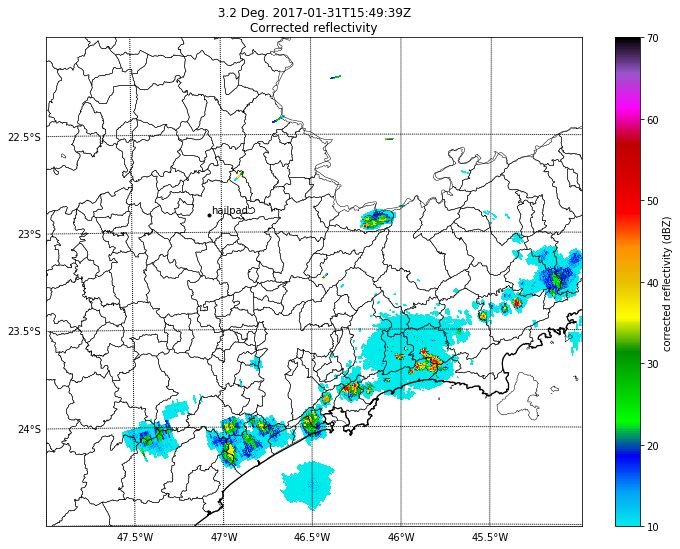 3.2 Deg. 2017-01-31T15:49:39Z
Corrected reflectivity
22.5°S
23°S
23.5°S
24°S
47.5°W
47°W
46.5°W
46°W
45.5°W
hailpad
70
60
50
40
30
20
10
corrected reflectivity (dBZ)